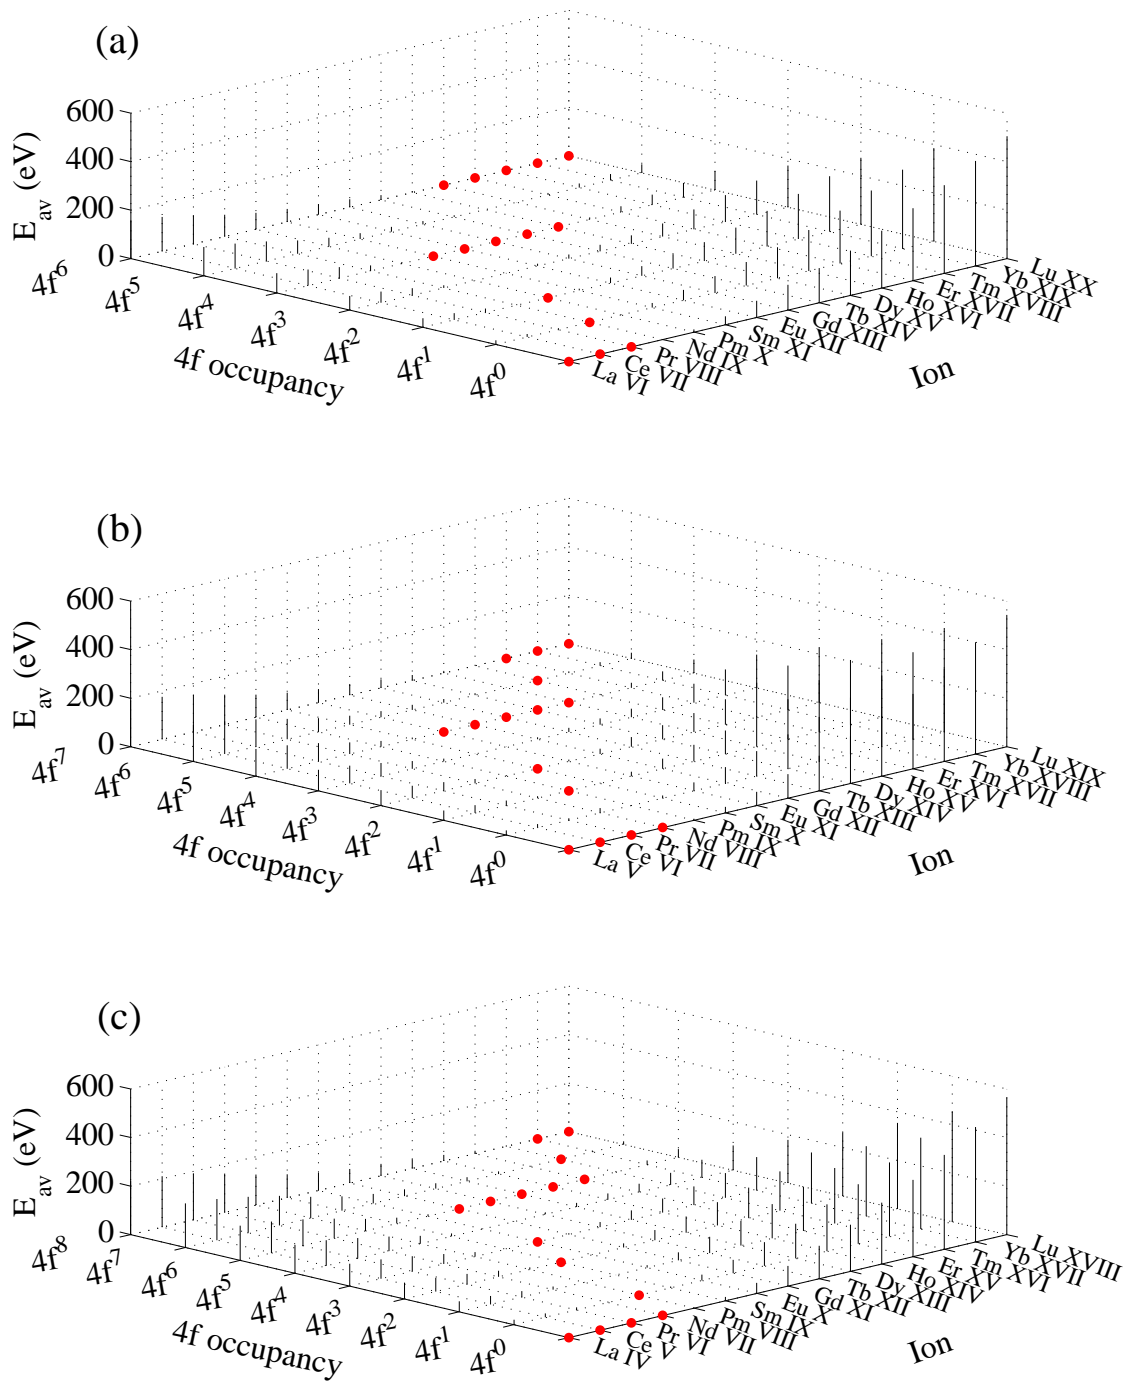 (a)
600
400
200
0
E_av (eV)
4f^6
4f^5
4f^4
4f^3
4f^2
4f^1
4f^0
4f occupancy
La VI
Ce VII
Pr VIII
Nd IX
Pm X
Sm XI
Eu XII
Gd XIII
Tb XIV
Dy XV
Ho XVI
Er XVII
Tm XVIII
Yb XIX
Lu XX
Ion
(b)
600
400
200
0
E_av (eV)
4f^7
4f^6
4f^5
4f^4
4f^3
4f^2
4f^1
4f^0
4f occupancy
La V
Ce VI
Pr VII
Nd VIII
Pm IX
Sm X
Eu XI
Gd XII
Tb XIII
Dy XIV
Ho XV
Er XVI
Tm XVII
Yb XVIII
Lu XIX
Ion
(c)
600
400
200
0
E_av (eV)
4f^8
4f^7
4f^6
4f^5
4f^4
4f^3
4f^2
4f^1
4f^0
4f occupancy
La IV
Ce V
Pr VI
Nd VII
Pm VIII
Sm IX
Eu X
Gd XI
Tb XII
Dy XIII
Ho XIV
Er XV
Tm XVI
Yb XVII
Lu XVIII
Ion